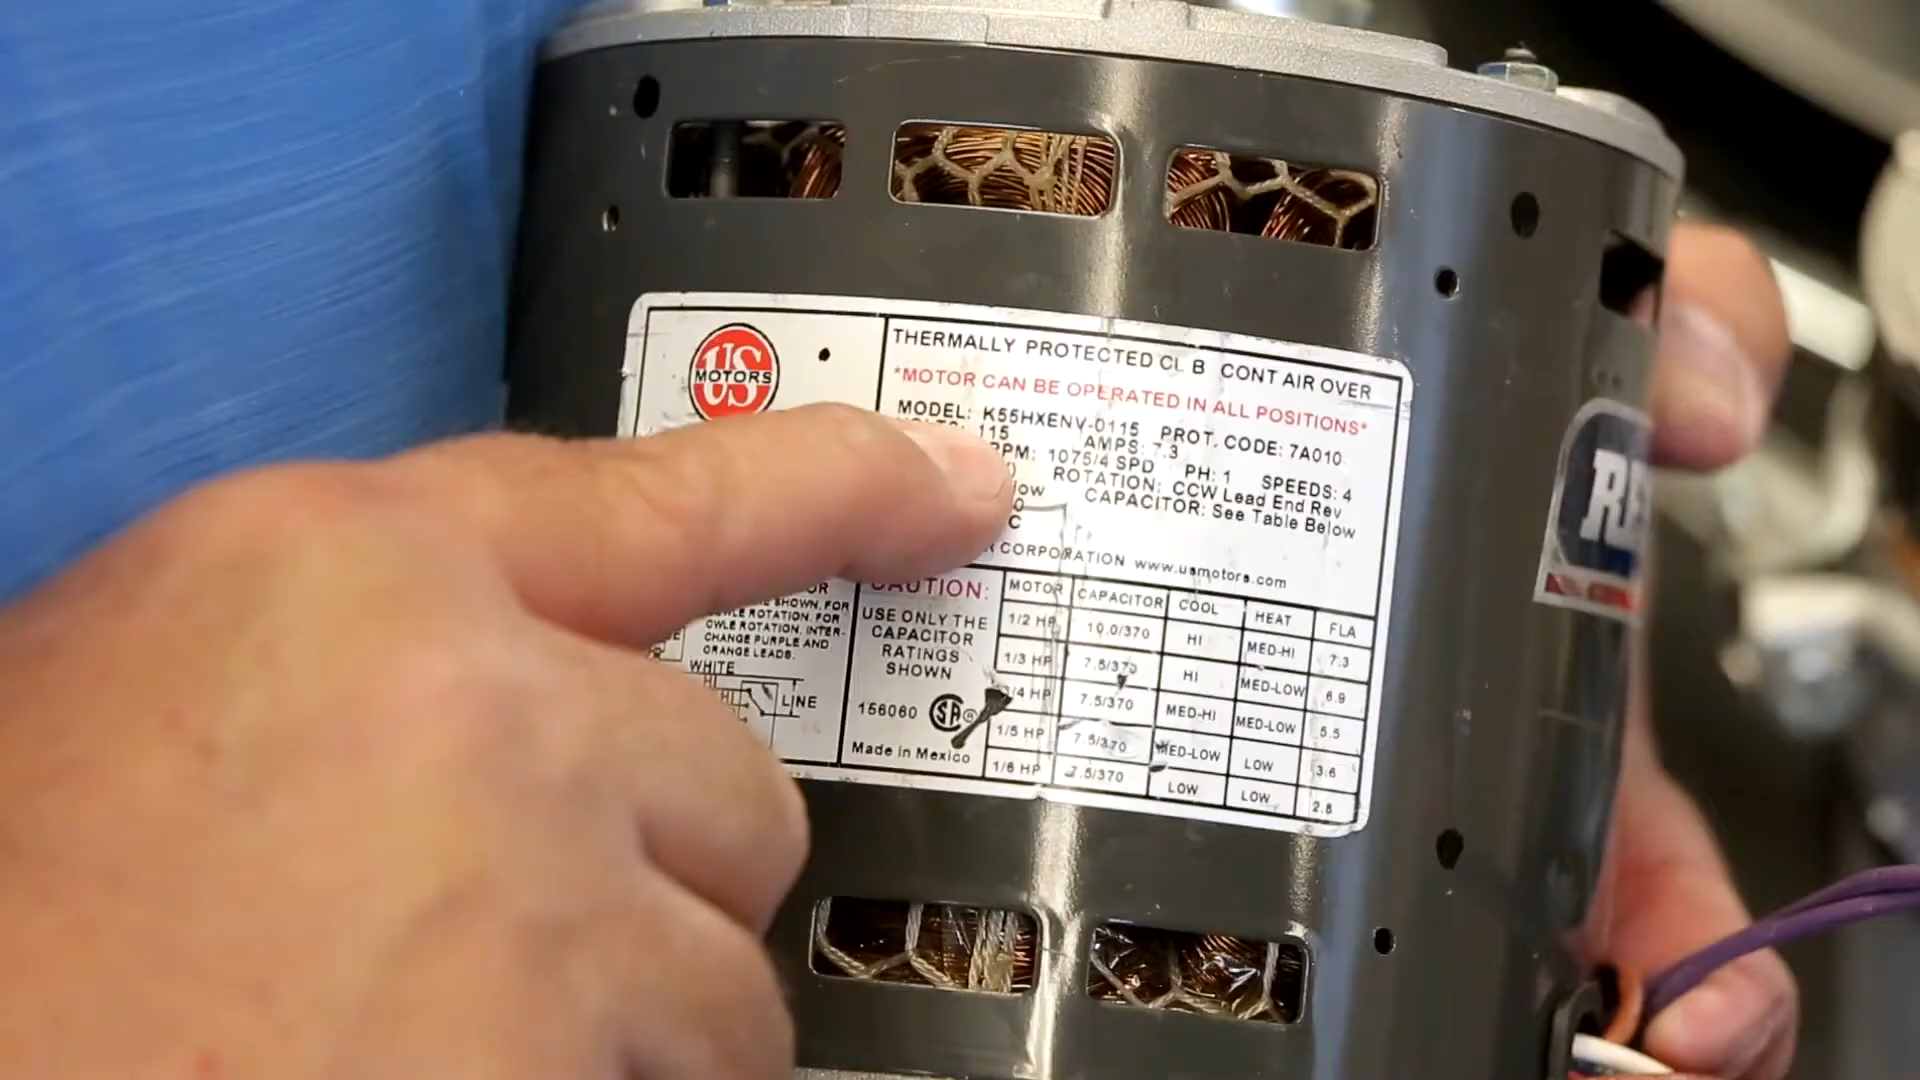 US
MOTORS
THERMALLY PROTECTED CL B CONT AIR OVER
*MOTOR CAN BE OPERATED IN ALL POSITIONS*
MODEL: K55HXENV-0115 PROT. CODE: 7A010
115 AMPS: 7.3
RPM: 1075/4 SPD PH: 1 SPEEDS: 4
ROTATION: CCW Lead End Rev
CAPACITOR: See Table Below
CORPORATION www.usmotors.com
SHOWN. FOR
ROTATION. FOR
CWLE ROTATION, INTER-
CHANGE PURPLE AND
ORANGE LEADS.
WHITE
HI
LINE
CAUTION:
USE ONLY THE
CAPACITOR
RATINGS
SHOWN
156060
Made in Mexico
MOTOR CAPACITOR COOL HEAT FLA
1/2 HP 10.0/370 HI MED-HI 7.3
1/3 HP 7.5/370 HI MED-LOW 6.9
/4 HP 7.5/370 MED-HI MED-LOW 5.5
1/5 HP 7.5/370 MED-LOW LOW 3.6
1/6 HP 7.5/370 LOW LOW 2.8